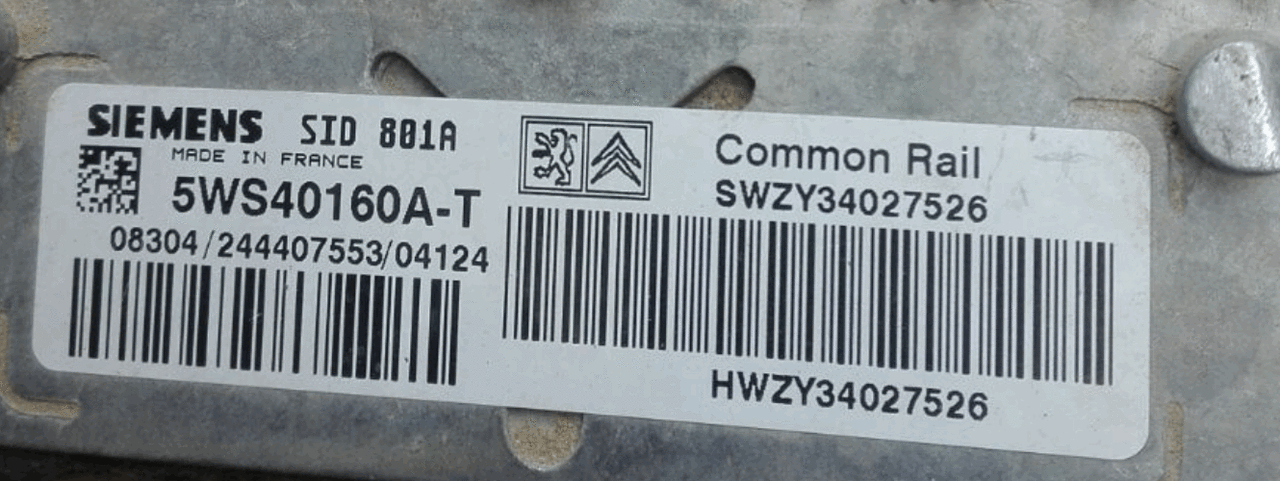 SIEMENS SID 801A
MADE IN FRANCE
5WS40160A-T
08304/244407553/04124
Common Rail
SWZY34027526
HWZY34027526